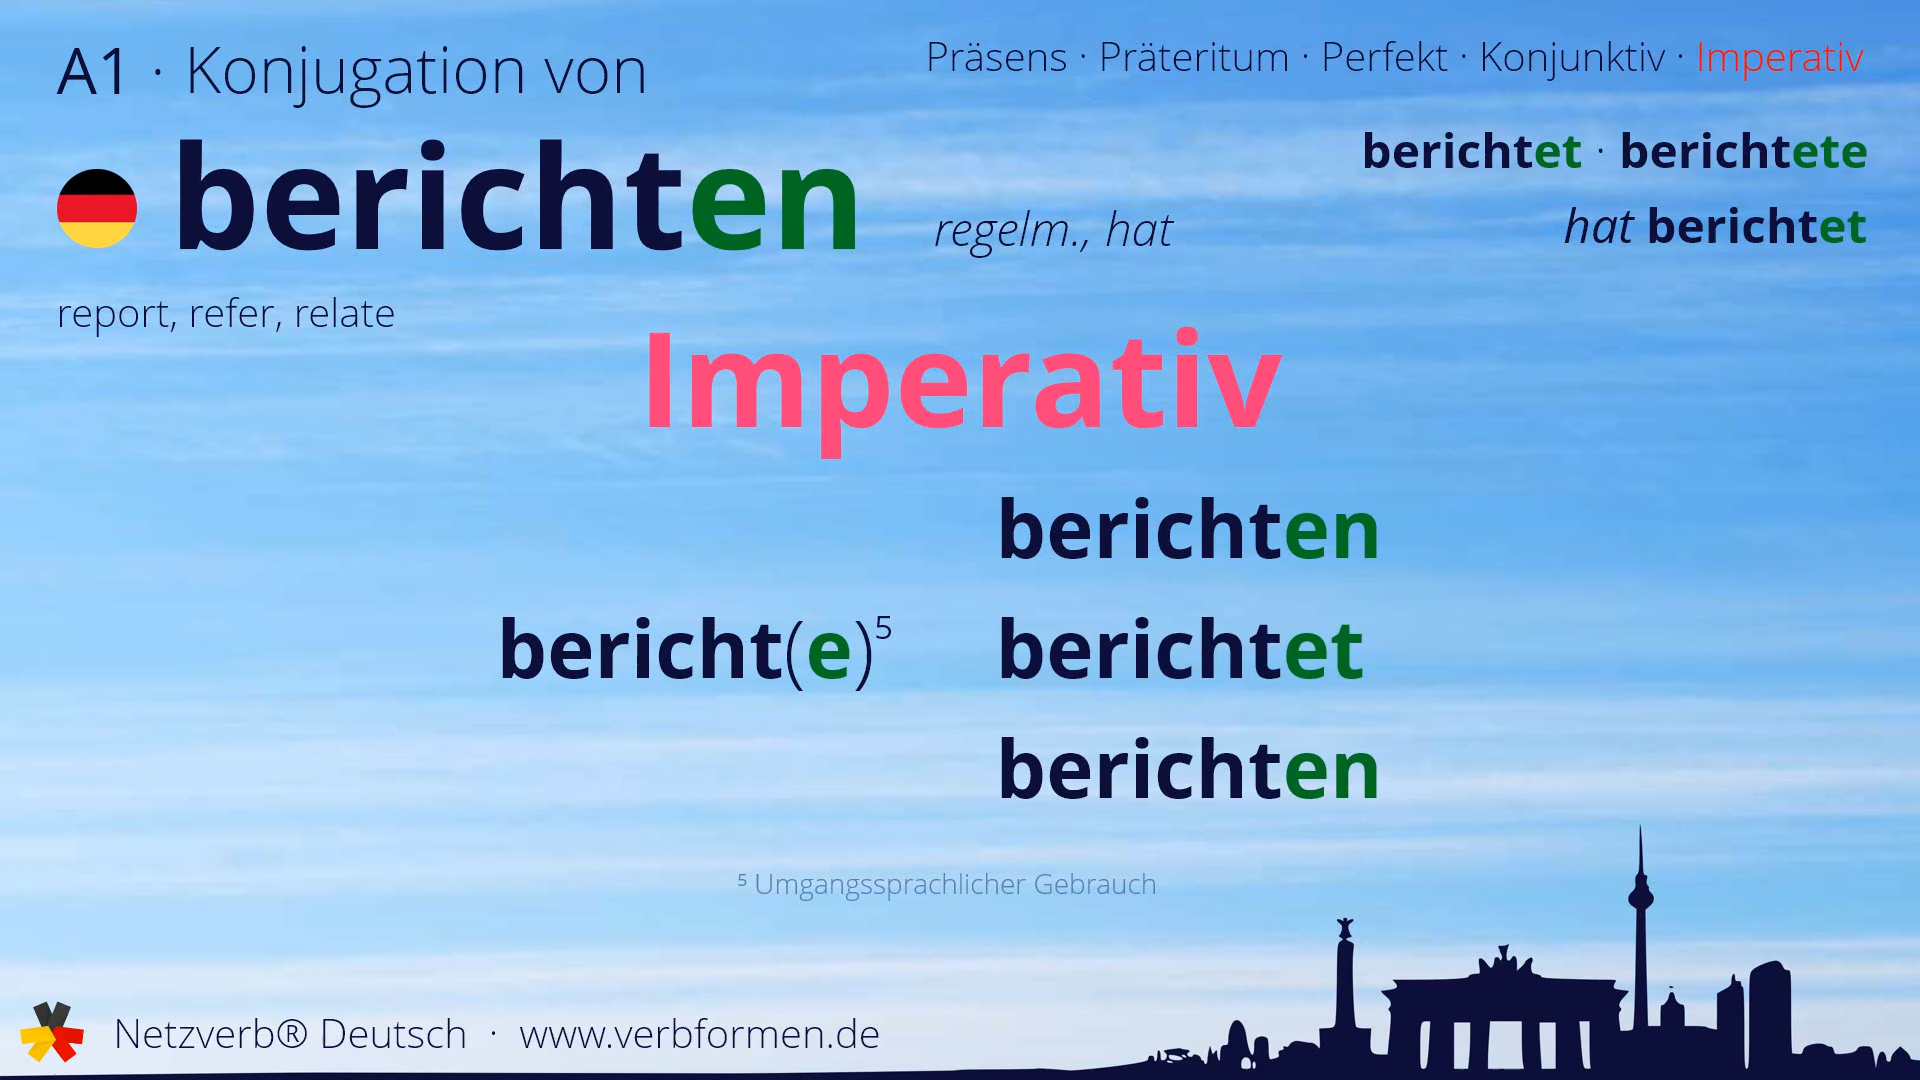 A1 · Konjugation von
Präsens · Präteritum · Perfekt · Konjunktiv · Imperativ
berichten
regelm., hat
berichtet · berichtete
hat berichtet
report, refer, relate
Imperativ
berichten
bericht(e)⁵ berichtet
berichten
⁵ Umgangssprachlicher Gebrauch
Netzverb® Deutsch · www.verbformen.de